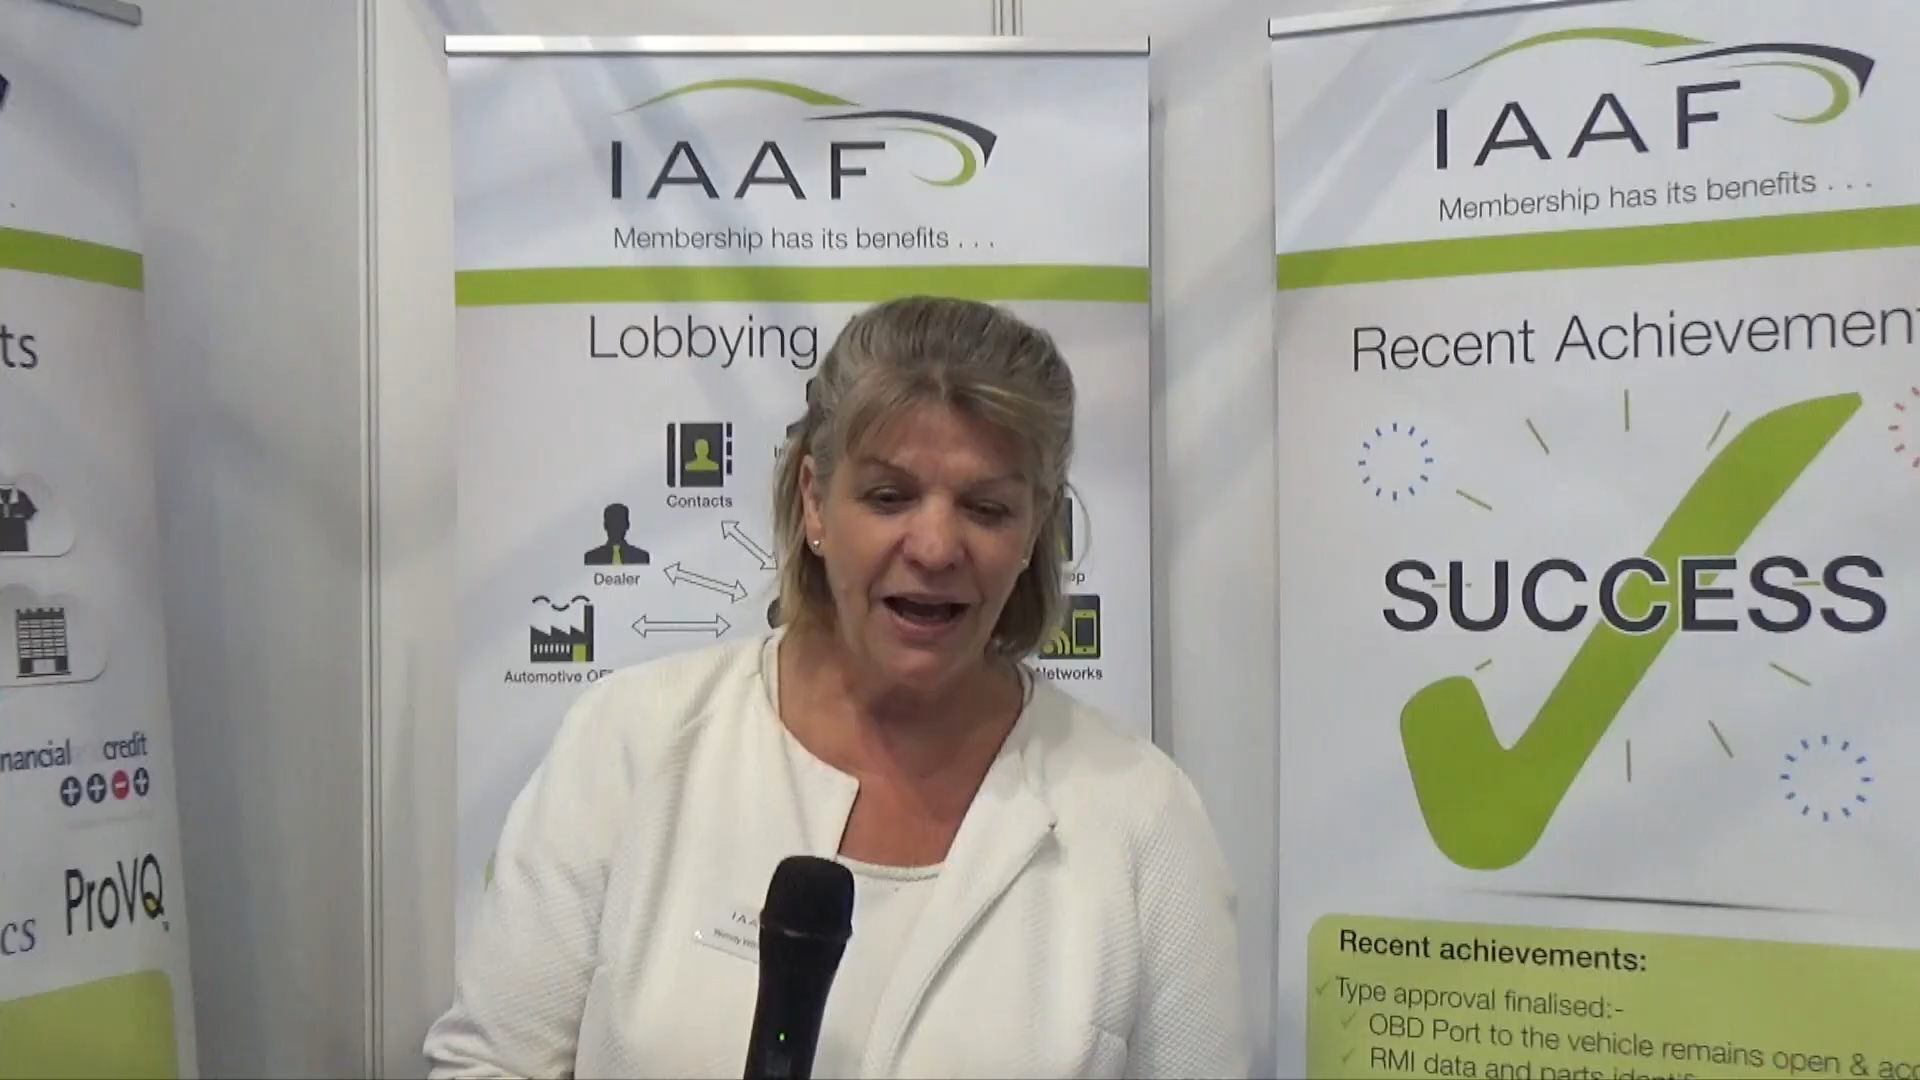 ts
nancial and credit
cs
ProVQ
IAAF
Membership has its benefits . . .
Lobbying
Contacts
Dealer
Automotive
Networks
IAAF
Membership has its benefits . . .
Recent Achievement
SUCCESS
Recent achievements:
✓ Type approval finalised:-
✓ OBD Port to the vehicle remains open &
✓ RMI data and parts